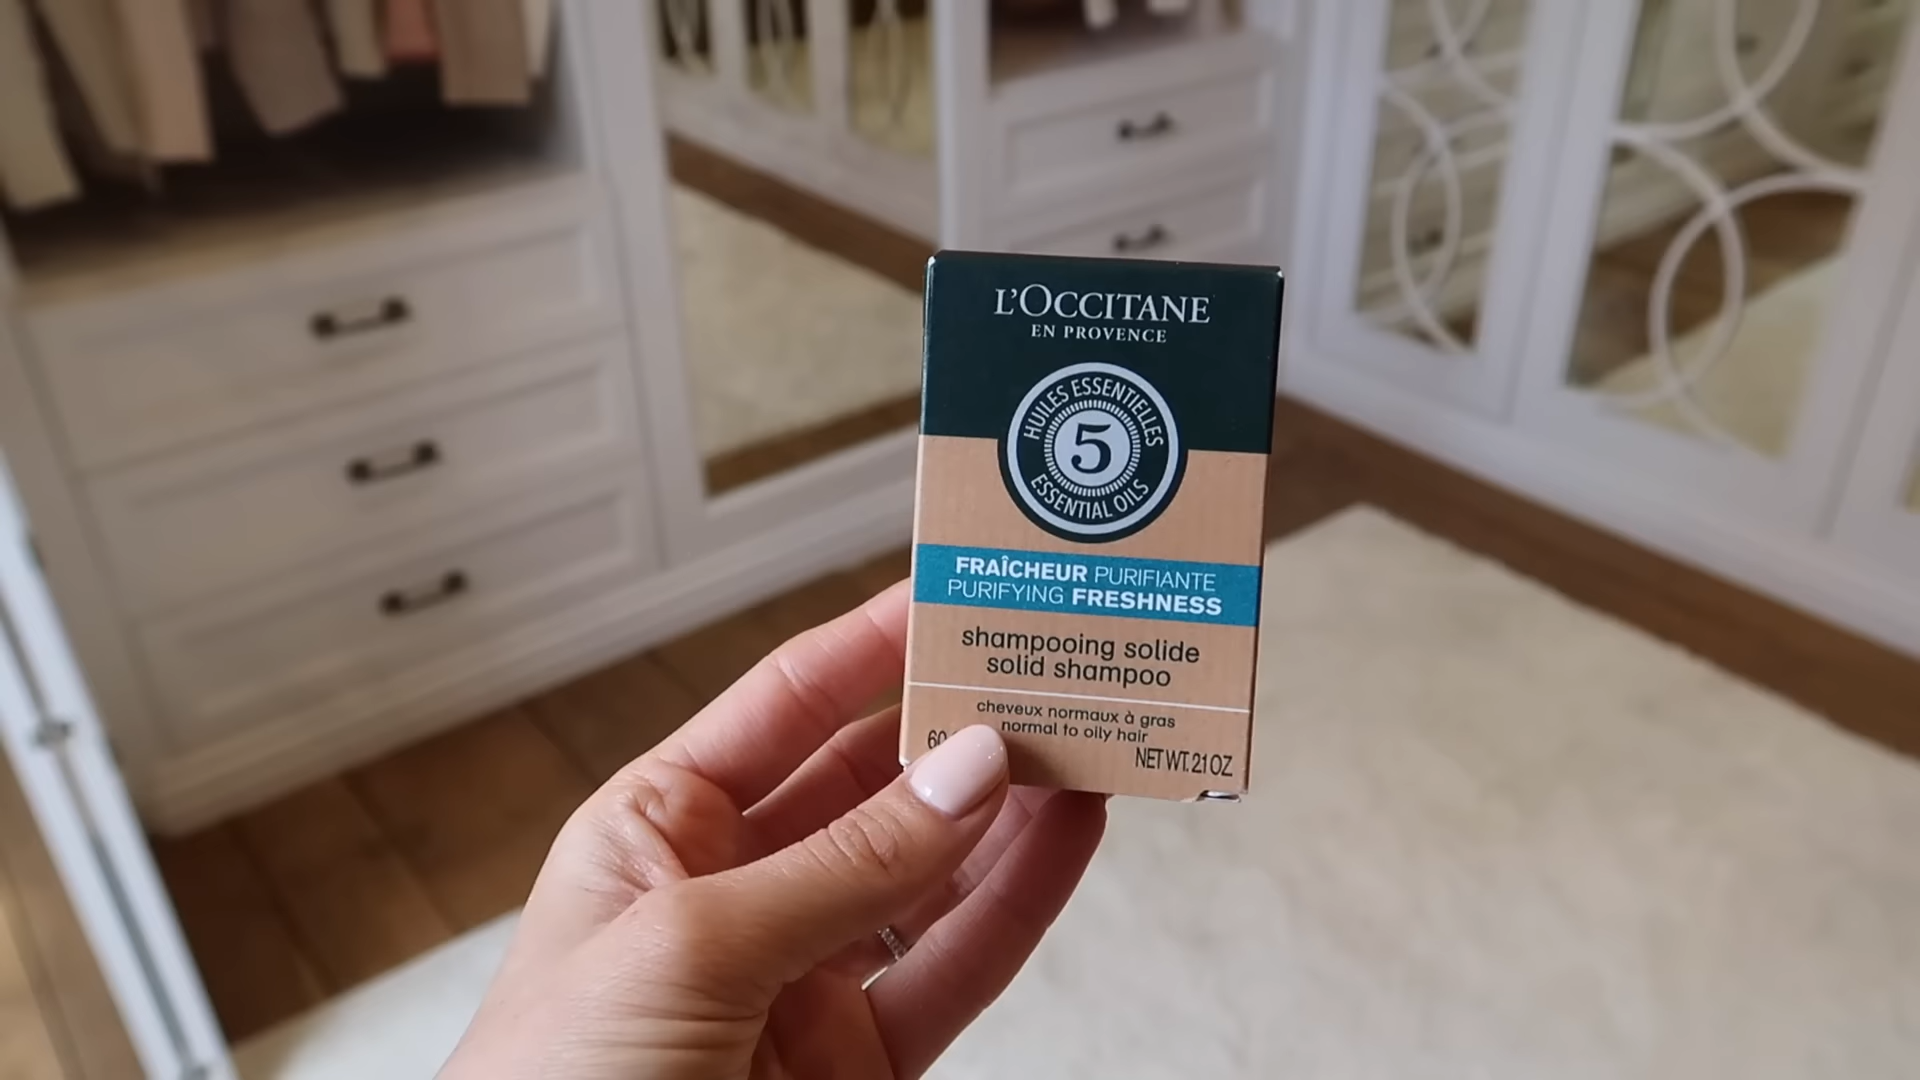 L'OCCITANE
EN PROVENCE
HUILES ESSENTIELLES
5
ESSENTIAL OILS
FRAÎCHEUR PURIFIANTE
PURIFYING FRESHNESS
shampooing solide
solid shampoo
cheveux normaux à gras
normal to oily hair
60
NET WT. 2.1 OZ